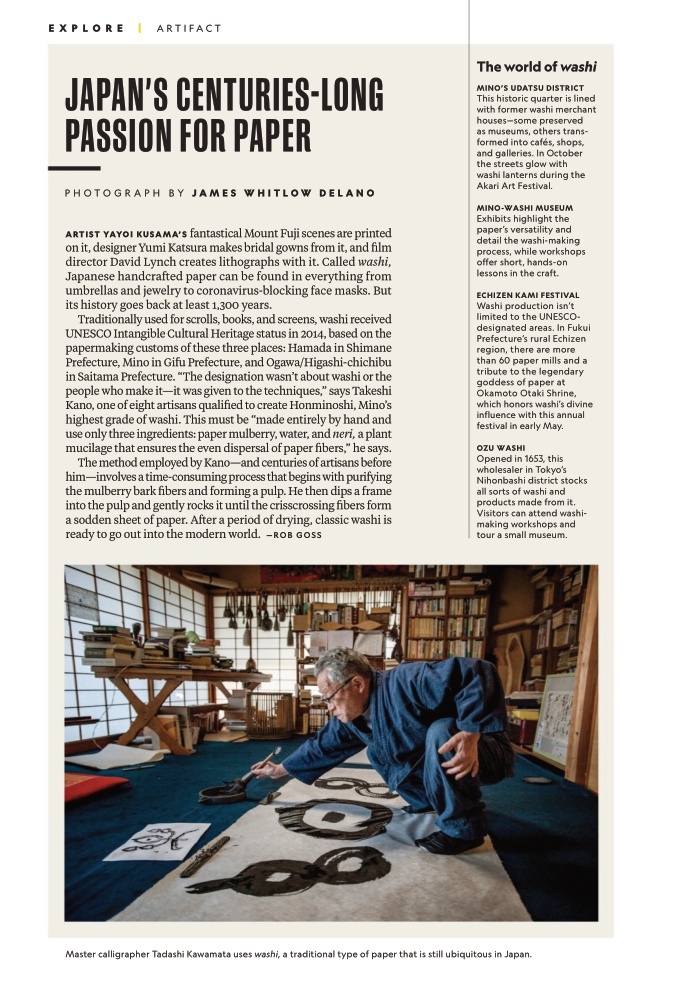 EXPLORE | ARTIFACT
JAPAN'S CENTURIES-LONG
PASSION FOR PAPER
PHOTOGRAPH BY JAMES WHITLOW DELANO
ARTIST YAYOI KUSAMA'S fantastical Mount Fuji scenes are printed
on it, designer Yumi Katsura makes bridal gowns from it, and film
director David Lynch creates lithographs with it. Called washi,
Japanese handcrafted paper can be found in everything from
umbrellas and jewelry to coronavirus-blocking face masks. But
its history goes back at least 1,300 years.
Traditionally used for scrolls, books, and screens, washi received
UNESCO Intangible Cultural Heritage status in 2014, based on the
papermaking customs of these three places: Hamada in Shimane
Prefecture, Mino in Gifu Prefecture, and Ogawa/Higashi-chichibu
in Saitama Prefecture. “The designation wasn't about washi or the
people who make it—it was given to the techniques,” says Takeshi
Kano, one of eight artisans qualified to create Honminoshi, Mino's
highest grade of washi. This must be “made entirely by hand and
use only three ingredients: paper mulberry, water, and neri, a plant
mucilage that ensures the even dispersal of paper fibers,” he says.
The method employed by Kano—and centuries of artisans before
him—involves a time-consuming process that begins with purifying
the mulberry bark fibers and forming a pulp. He then dips a frame
into the pulp and gently rocks it until the crisscrossing fibers form
a sodden sheet of paper. After a period of drying, classic washi is
ready to go out into the modern world. —ROB GOSS
The world of washi
MINO'S UDATSU DISTRICT
This historic quarter is lined
with former washi merchant
houses—some preserved
as museums, others trans-
formed into cafés, shops,
and galleries. In October
the streets glow with
washi lanterns during the
Akari Art Festival.
MINO-WASHI MUSEUM
Exhibits highlight the
paper's versatility and
detail the washi-making
process, while workshops
offer short, hands-on
lessons in the craft.
ECHIZEN KAMI FESTIVAL
Washi production isn't
limited to the UNESCO-
designated areas. In Fukui
Prefecture's rural Echizen
region, there are more
than 60 paper mills and a
tribute to the legendary
goddess of paper at
Okamoto Otaki Shrine,
which honors washi's divine
influence with this annual
festival in early May.
OZU WASHI
Opened in 1653, this
wholesaler in Tokyo's
Nihonbashi district stocks
all sorts of washi and
products made from it.
Visitors can attend washi-
making workshops and
tour a small museum.
Master calligrapher Tadashi Kawamata uses washi, a traditional type of paper that is still ubiquitous in Japan.